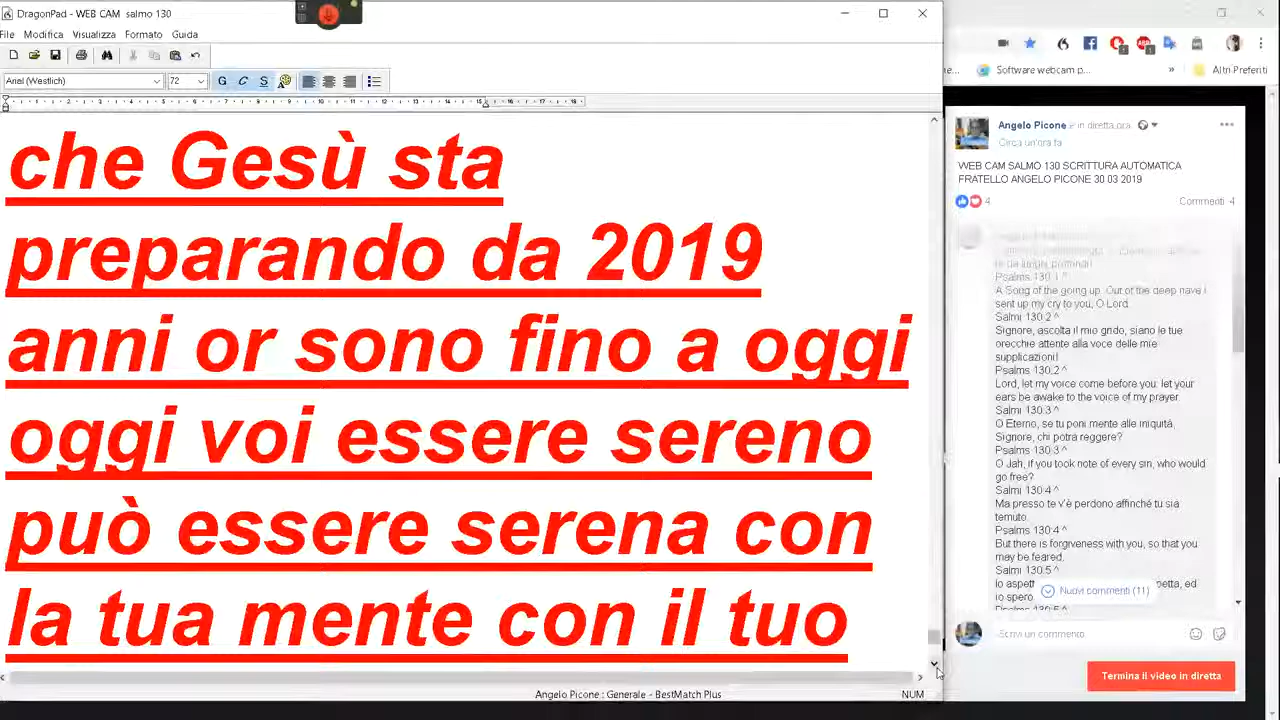 DragonPad - WEB CAM salmo 130
File Modifica Visualizza Formato Guida
Arial (Westlich) 72 G C S
che Gesù sta
preparando da 2019
anni or sono fino a oggi
oggi voi essere sereno
può essere serena con
la tua mente con il tuo
Angelo Picone : Generale - BestMatch Plus NUM
Software webcam p...
» Altri Preferiti
Angelo Picone è in diretta ora.
Circa un'ora fa
WEB CAM SALMO 130 SCRITTURA AUTOMATICA
FRATELLO ANGELO PICONE 30 03 2019
4 Commenti 4
Psalms 130:1 ^
A Song of the going up. Out of the deep have I
sent up my cry to you, O Lord.
Salmi 130:2 ^
Signore, ascolta il mio grido, siano le tue
orecchie attente alla voce delle mie
supplicazioni!
Psalms 130:2 ^
Lord, let my voice come before you: let your
ears be awake to the voice of my prayer.
Salmi 130:3 ^
O Eterno, se tu poni mente alle iniquità,
Signore, chi potrà reggere?
Psalms 130:3 ^
O Jah, if you took note of every sin, who would
go free?
Salmi 130:4 ^
Ma presso te v'è perdono affinché tu sia
temuto.
Psalms 130:4 ^
But there is forgiveness with you, so that you
may be feared.
Salmi 130:5 ^
Io aspett petta, ed
io spero
Nuovi commenti (11)
Psalms 130:5 ^
Scrivi un commento
Termina il video in diretta